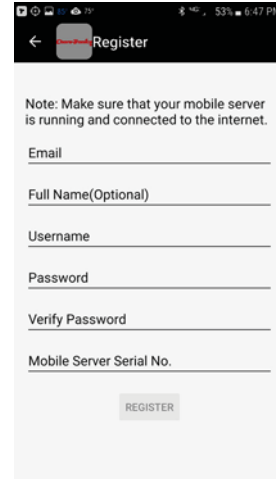 75° 53% 6:47 PM
Register
Note: Make sure that your mobile server
is running and connected to the internet.
Email
Full Name(Optional)
Username
Password
Verify Password
Mobile Server Serial No.
REGISTER